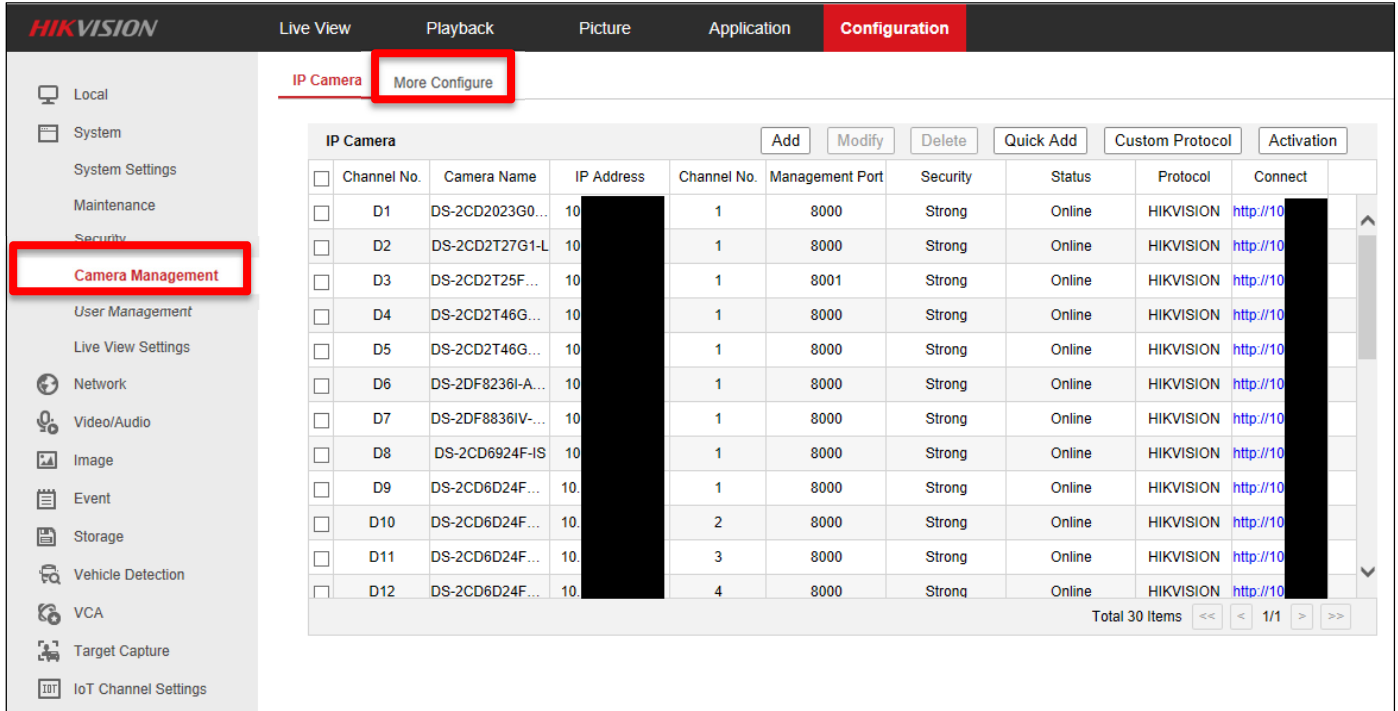 HIKVISION Live View Playback Picture Application Configuration
IP Camera More Configure
Local
System
System Settings
Maintenance
Security
Camera Management
User Management
Live View Settings
Network
Video/Audio
Image
Event
Storage
Vehicle Detection
VCA
Target Capture
IoT Channel Settings
IP Camera Add Modify Delete Quick Add Custom Protocol Activation
Channel No. Camera Name IP Address Channel No. Management Port Security Status Protocol Connect
D1 DS-2CD2023G0... 10 1 8000 Strong Online HIKVISION http://10
D2 DS-2CD2T27G1-L 10 1 8000 Strong Online HIKVISION http://10
D3 DS-2CD2T25F... 10 1 8001 Strong Online HIKVISION http://10
D4 DS-2CD2T46G... 10 1 8000 Strong Online HIKVISION http://10
D5 DS-2CD2T46G... 10 1 8000 Strong Online HIKVISION http://10
D6 DS-2DF8236I-A... 10 1 8000 Strong Online HIKVISION http://10
D7 DS-2DF8836IV-... 10 1 8000 Strong Online HIKVISION http://10
D8 DS-2CD6924F-IS 10 1 8000 Strong Online HIKVISION http://10
D9 DS-2CD6D24F... 10. 1 8000 Strong Online HIKVISION http://10
D10 DS-2CD6D24F... 10. 2 8000 Strong Online HIKVISION http://10
D11 DS-2CD6D24F... 10. 3 8000 Strong Online HIKVISION http://10
D12 DS-2CD6D24F... 10. 4 8000 Strong Online HIKVISION http://10
Total 30 Items << < 1/1 > >>